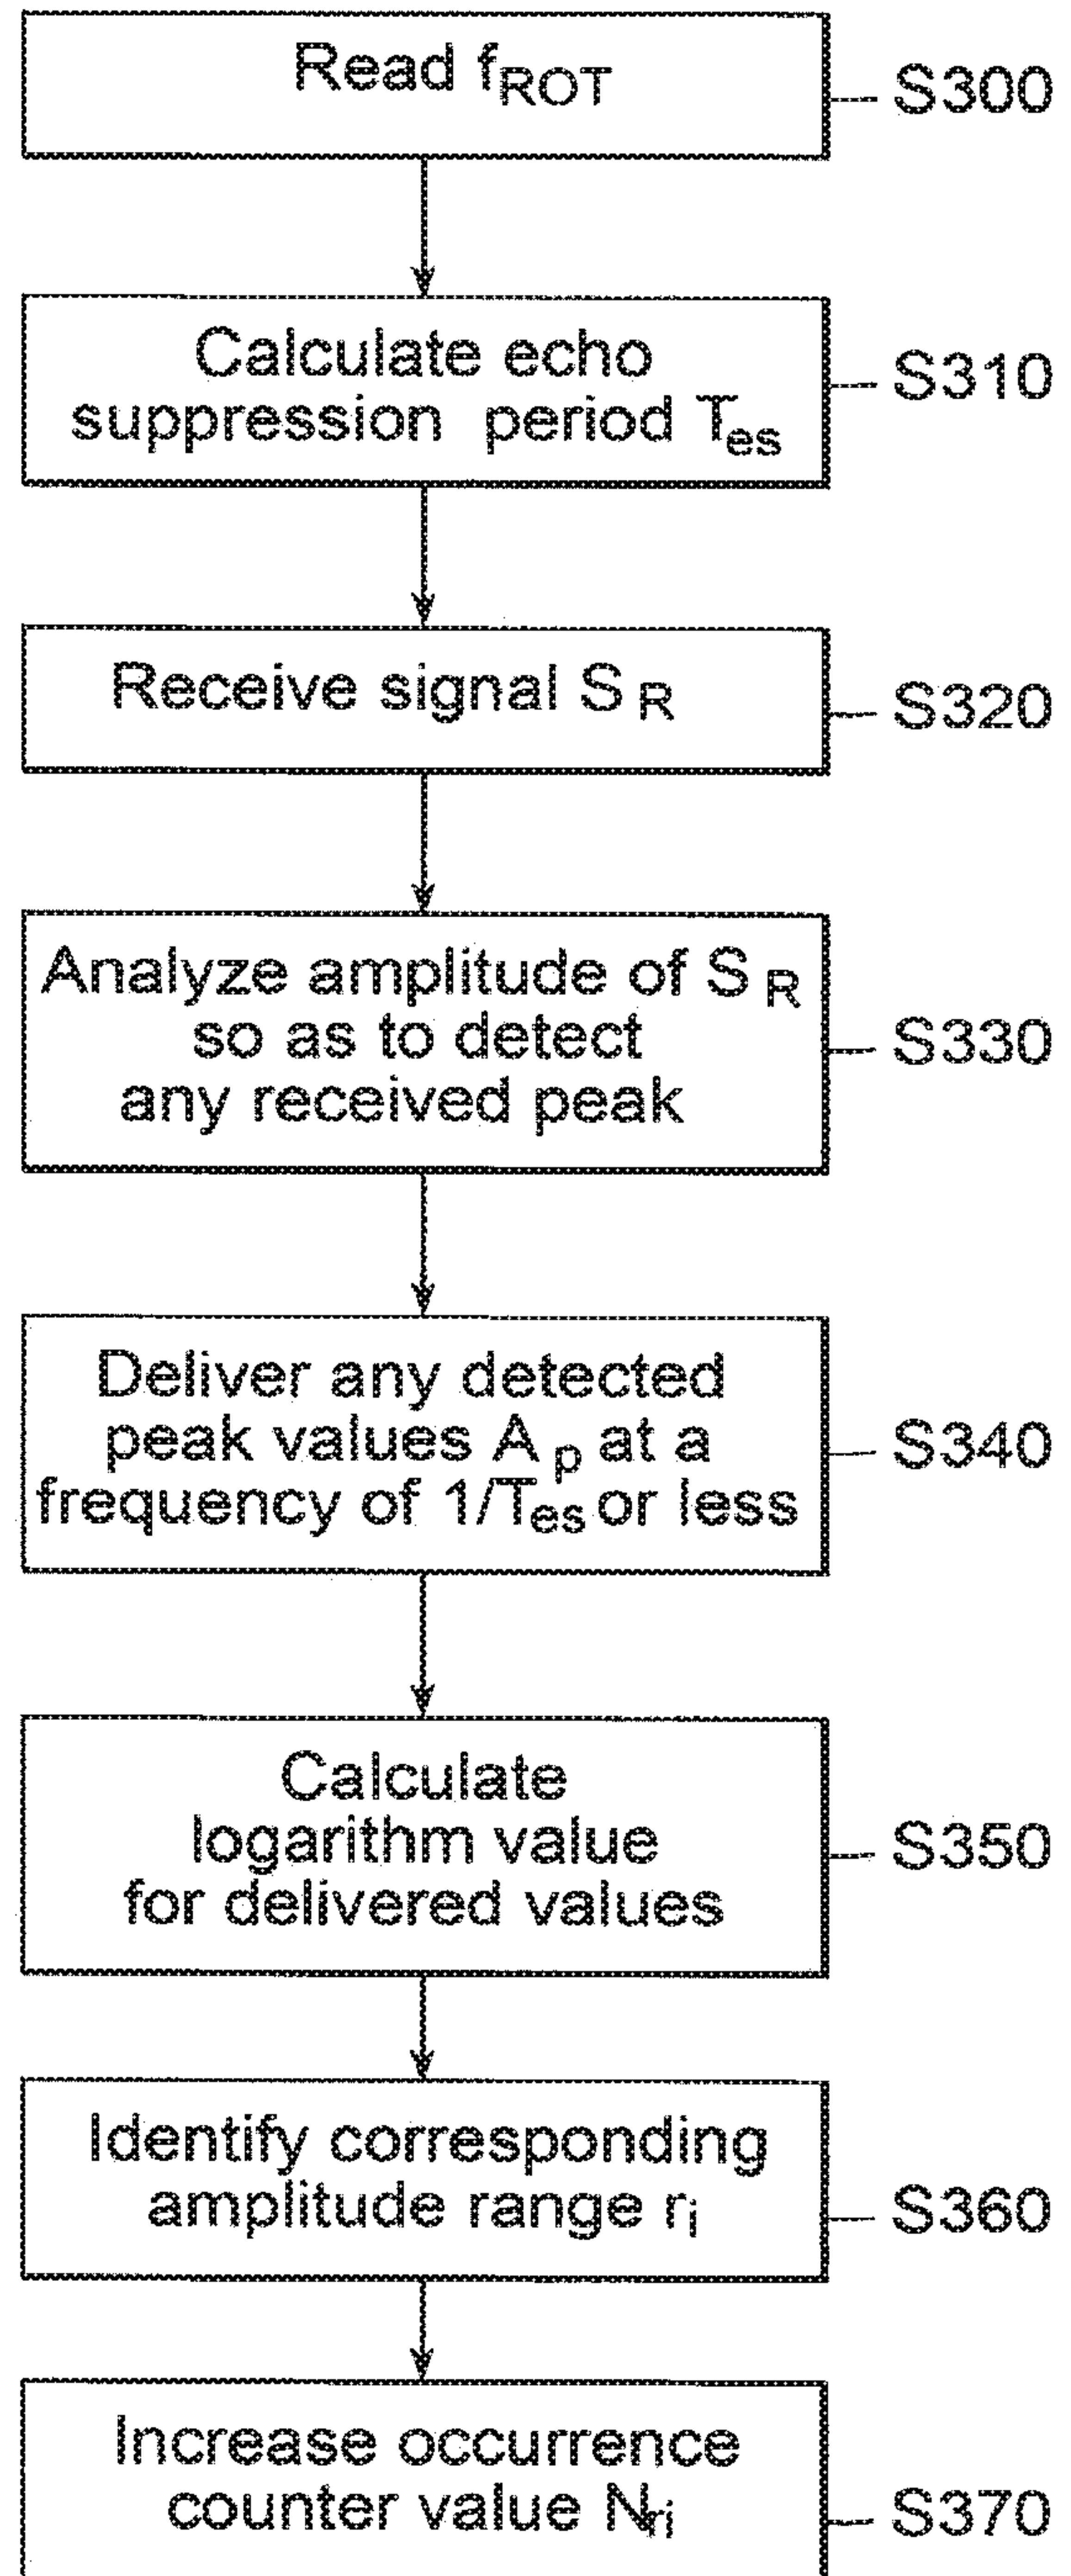 Read fROT
S300
Calculate echo
suppression period Tes
S310
Receive signal SR
S320
Analyze amplitude of SR
so as to detect
any received peak
S330
Deliver any detected
peak values Ap at a
frequency of 1/Tes or less
S340
Calculate
logarithm value
for delivered values
S350
Identify corresponding
amplitude range ri
S360
Increase occurrence
counter value Nri
S370